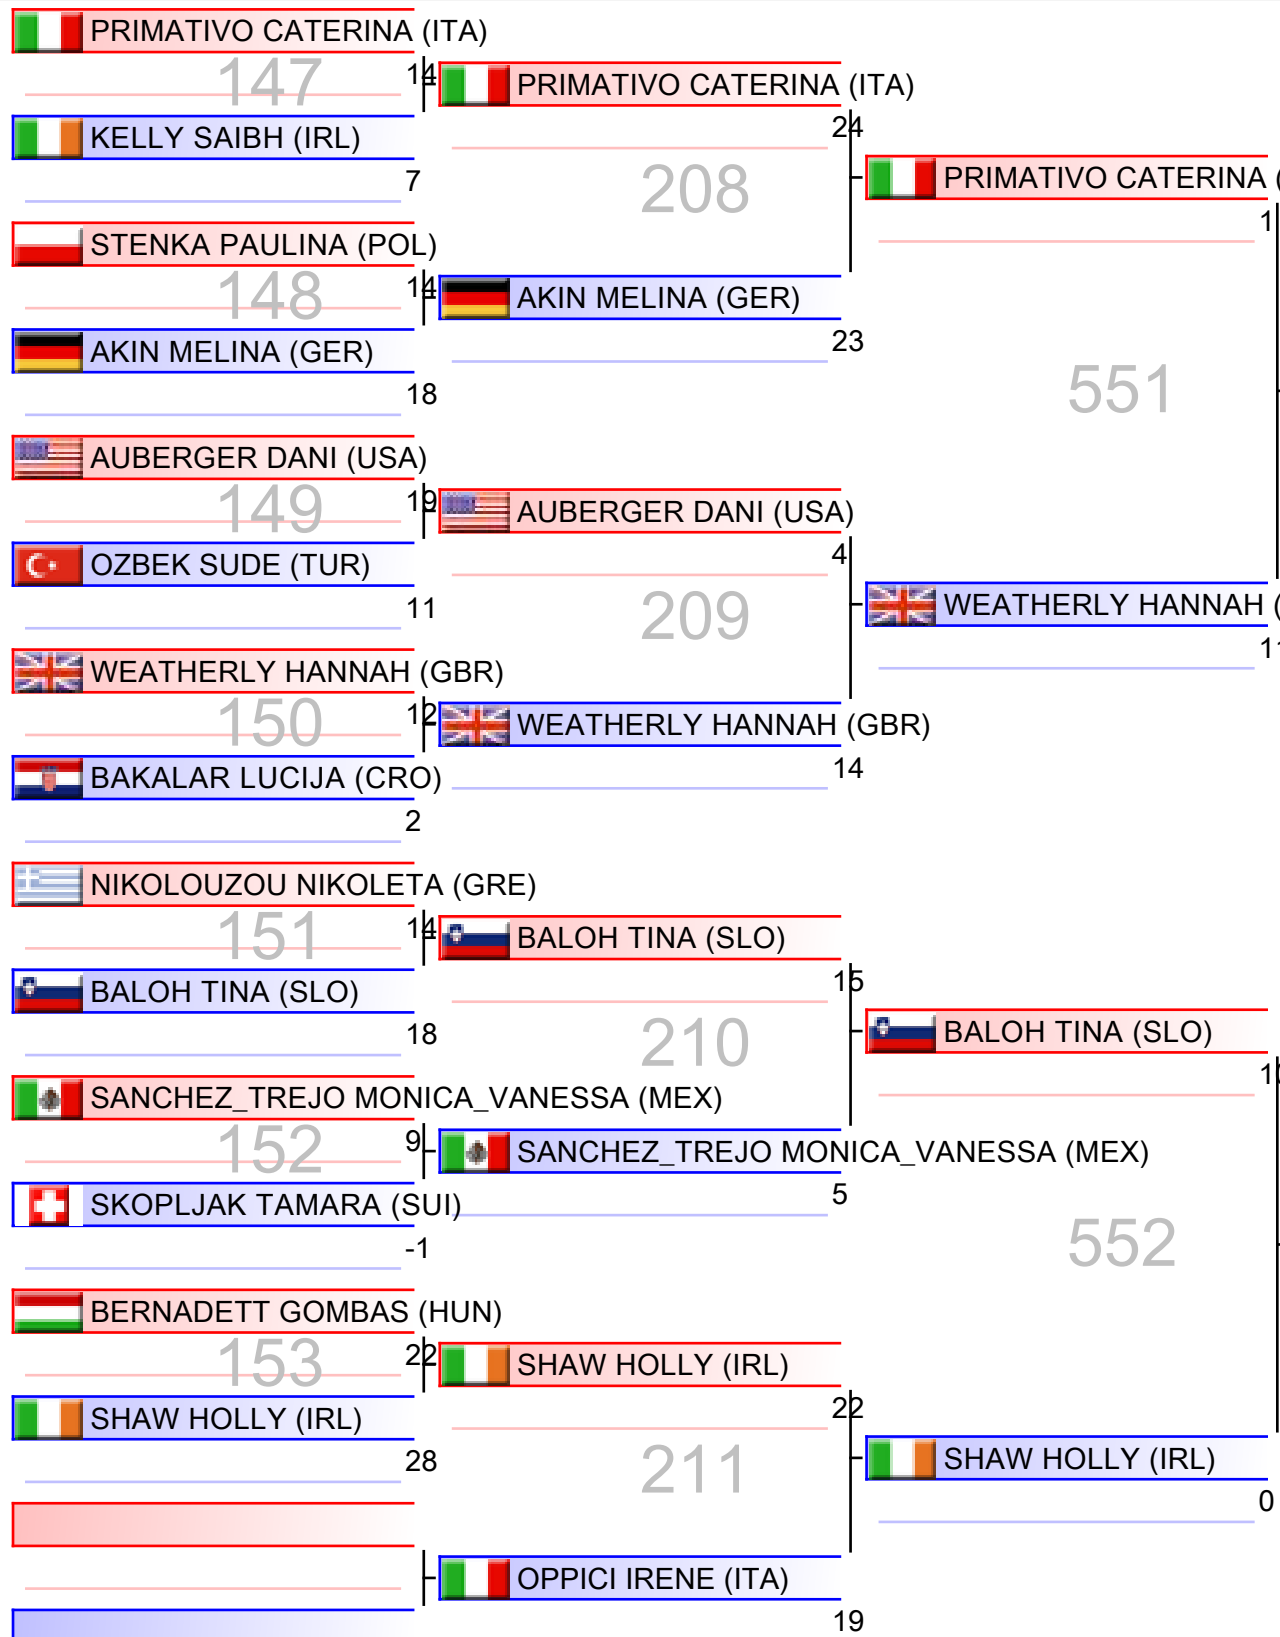 PRIMATIVO CATERINA (ITA)
147
14
KELLY SAIBH (IRL)
7
STENKA PAULINA (POL)
148
14
AKIN MELINA (GER)
18
AUBERGER DANI (USA)
149
19
OZBEK SUDE (TUR)
11
WEATHERLY HANNAH (GBR)
150
12
BAKALAR LUCIJA (CRO)
2
NIKOLOUZOU NIKOLETA (GRE)
151
14
BALOH TINA (SLO)
18
SANCHEZ_TREJO MONICA_VANESSA (MEX)
152
9
SKOPLJAK TAMARA (SUI)
-1
BERNADETT GOMBAS (HUN)
153
22
SHAW HOLLY (IRL)
28
PRIMATIVO CATERINA (ITA)
24
208
AKIN MELINA (GER)
23
AUBERGER DANI (USA)
4
209
WEATHERLY HANNAH (GBR)
14
BALOH TINA (SLO)
15
210
SANCHEZ_TREJO MONICA_VANESSA (MEX)
5
SHAW HOLLY (IRL)
22
211
OPPICI IRENE (ITA)
19
PRIMATIVO CATERINA (
1
551
WEATHERLY HANNAH (
11
BALOH TINA (SLO)
552
SHAW HOLLY (IRL)
0